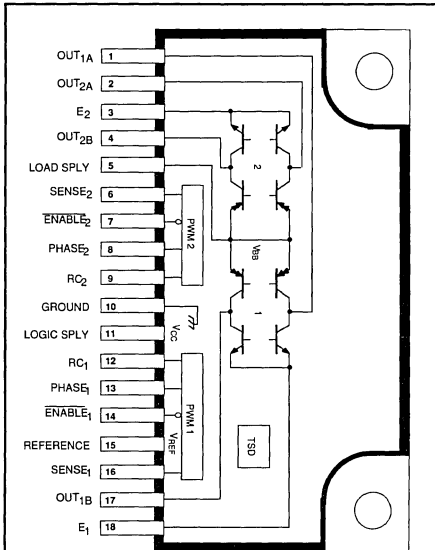 OUT1A 1
OUT2A 2
E2 3
OUT2B 4
LOAD SPLY 5
SENSE2 6
ENABLE2 7
PHASE2 8
RC2 9
GROUND 10
LOGIC SPLY 11
RC1 12
PHASE1 13
ENABLE1 14
REFERENCE 15
SENSE1 16
OUT1B 17
E1 18
PWM 2
VCC
PWM 1
VREF
2
VBB
1
TSD